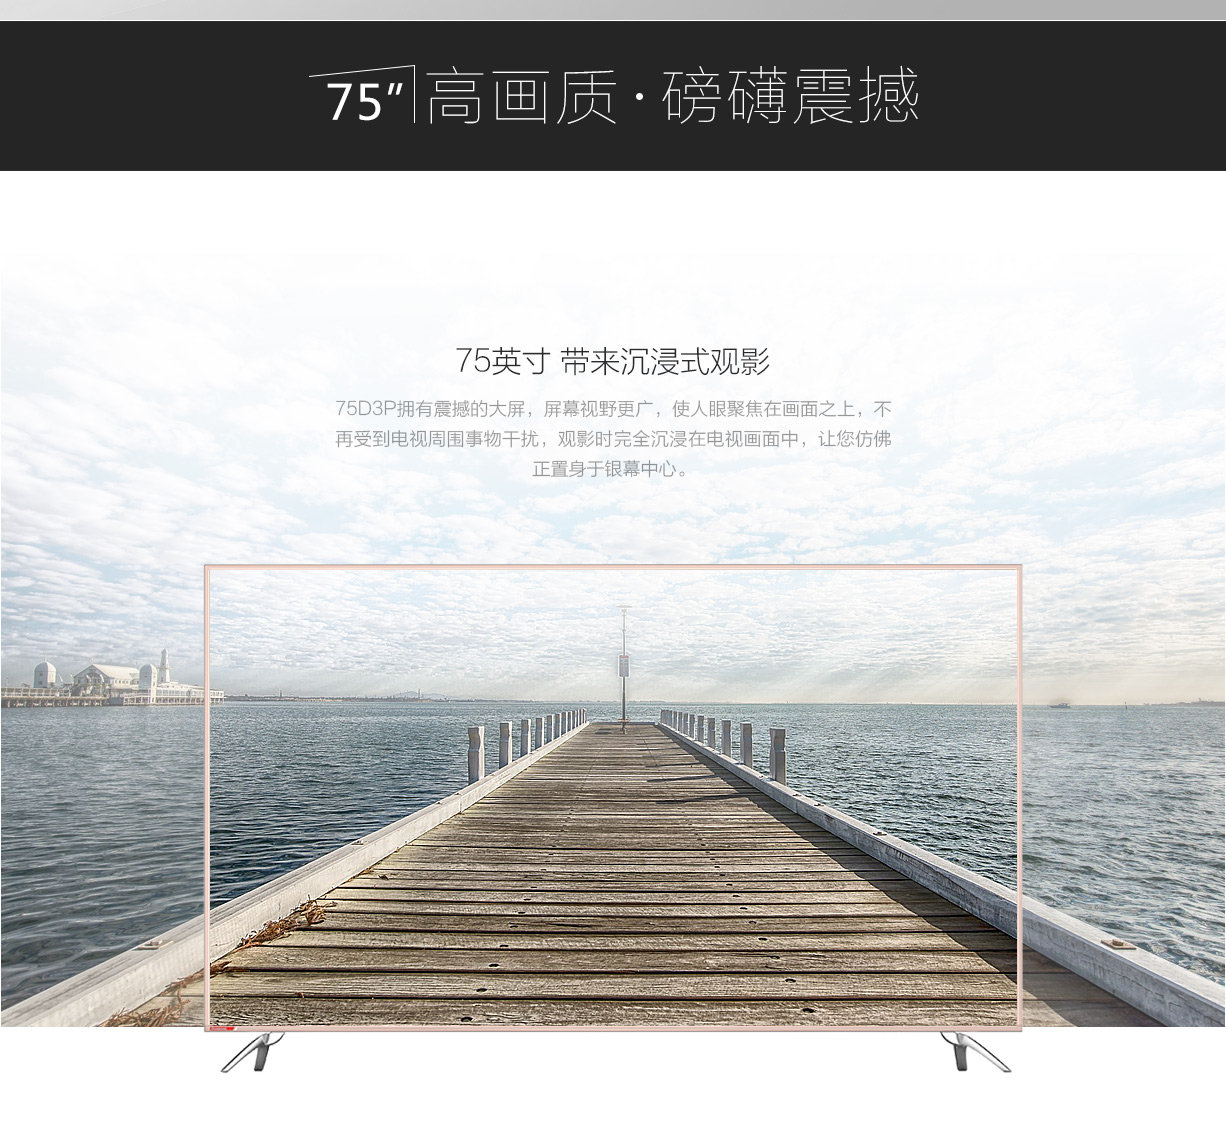 75″高画质·磅礴震撼
75英寸 带来沉浸式观影
75D3P拥有震撼的大屏，屏幕视野更广，使人眼聚焦在画面之上，不
再受到电视周围事物干扰，观影时完全沉浸在电视画面中，让您仿佛
正置身于银幕中心。